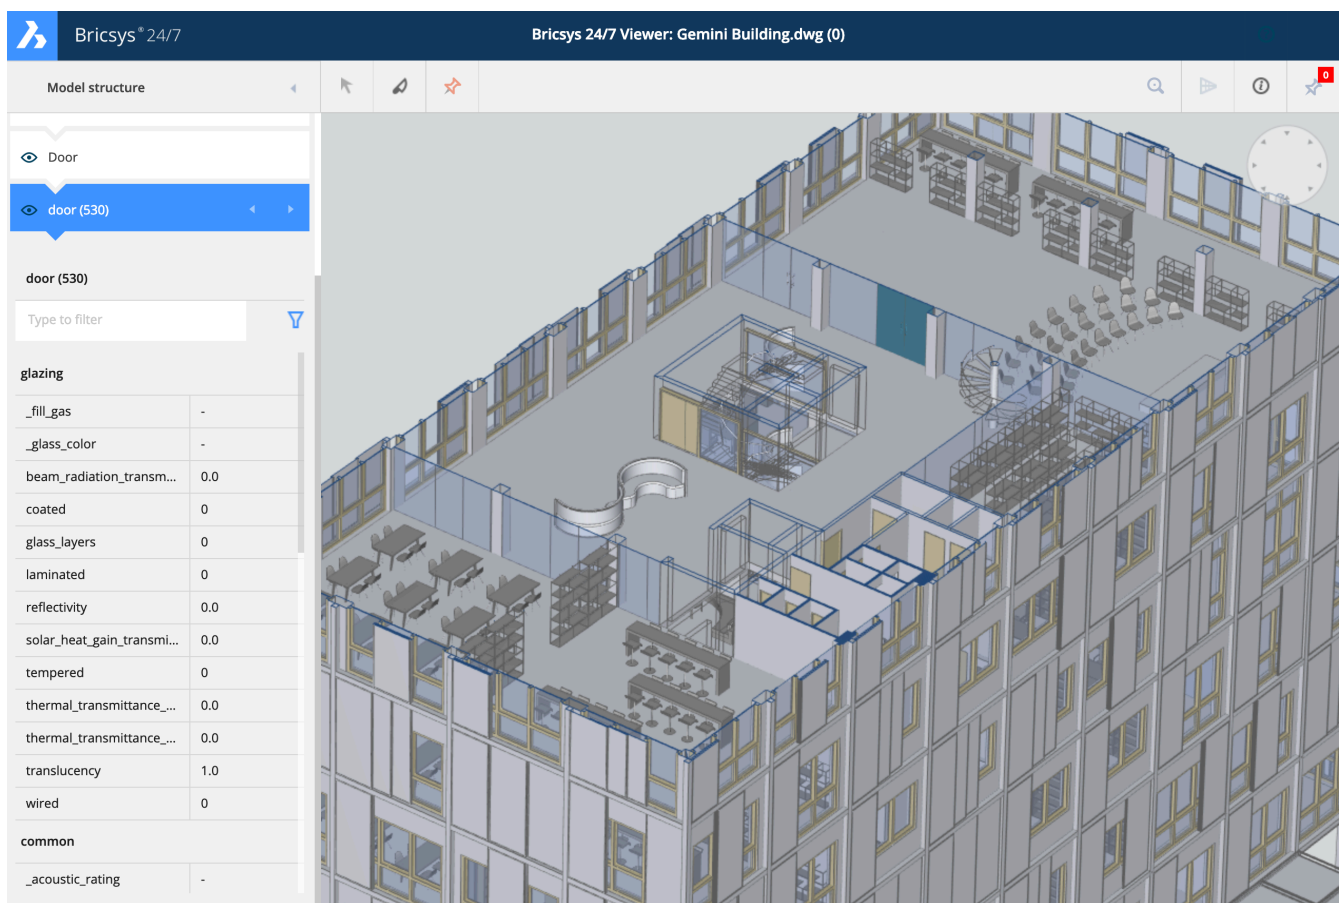 Bricsys® 24/7
Bricsys 24/7 Viewer: Gemini Building.dwg (0)
Model structure
0
Door
door (530)
door (530)
Type to filter
glazing
_fill_gas -
_glass_color -
beam_radiation_transm... 0.0
coated 0
glass_layers 0
laminated 0
reflectivity 0.0
solar_heat_gain_transmi... 0.0
tempered 0
thermal_transmittance_... 0.0
thermal_transmittance_... 0.0
translucency 1.0
wired 0
common
_acoustic_rating -